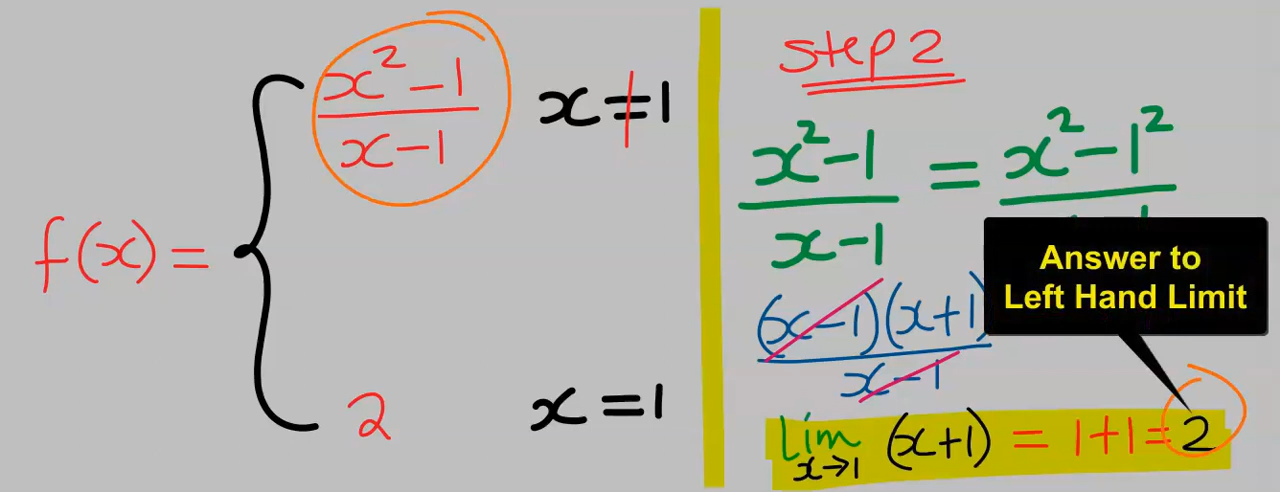 f(x) = { (x² - 1)/(x - 1) x ≠ 1
2 x = 1
Step 2
(x² - 1)/(x - 1) = (x² - 1²)/
(x - 1)(x + 1)/(x - 1)
Answer to
Left Hand Limit
lim x→1 (x+1) = 1+1 = 2